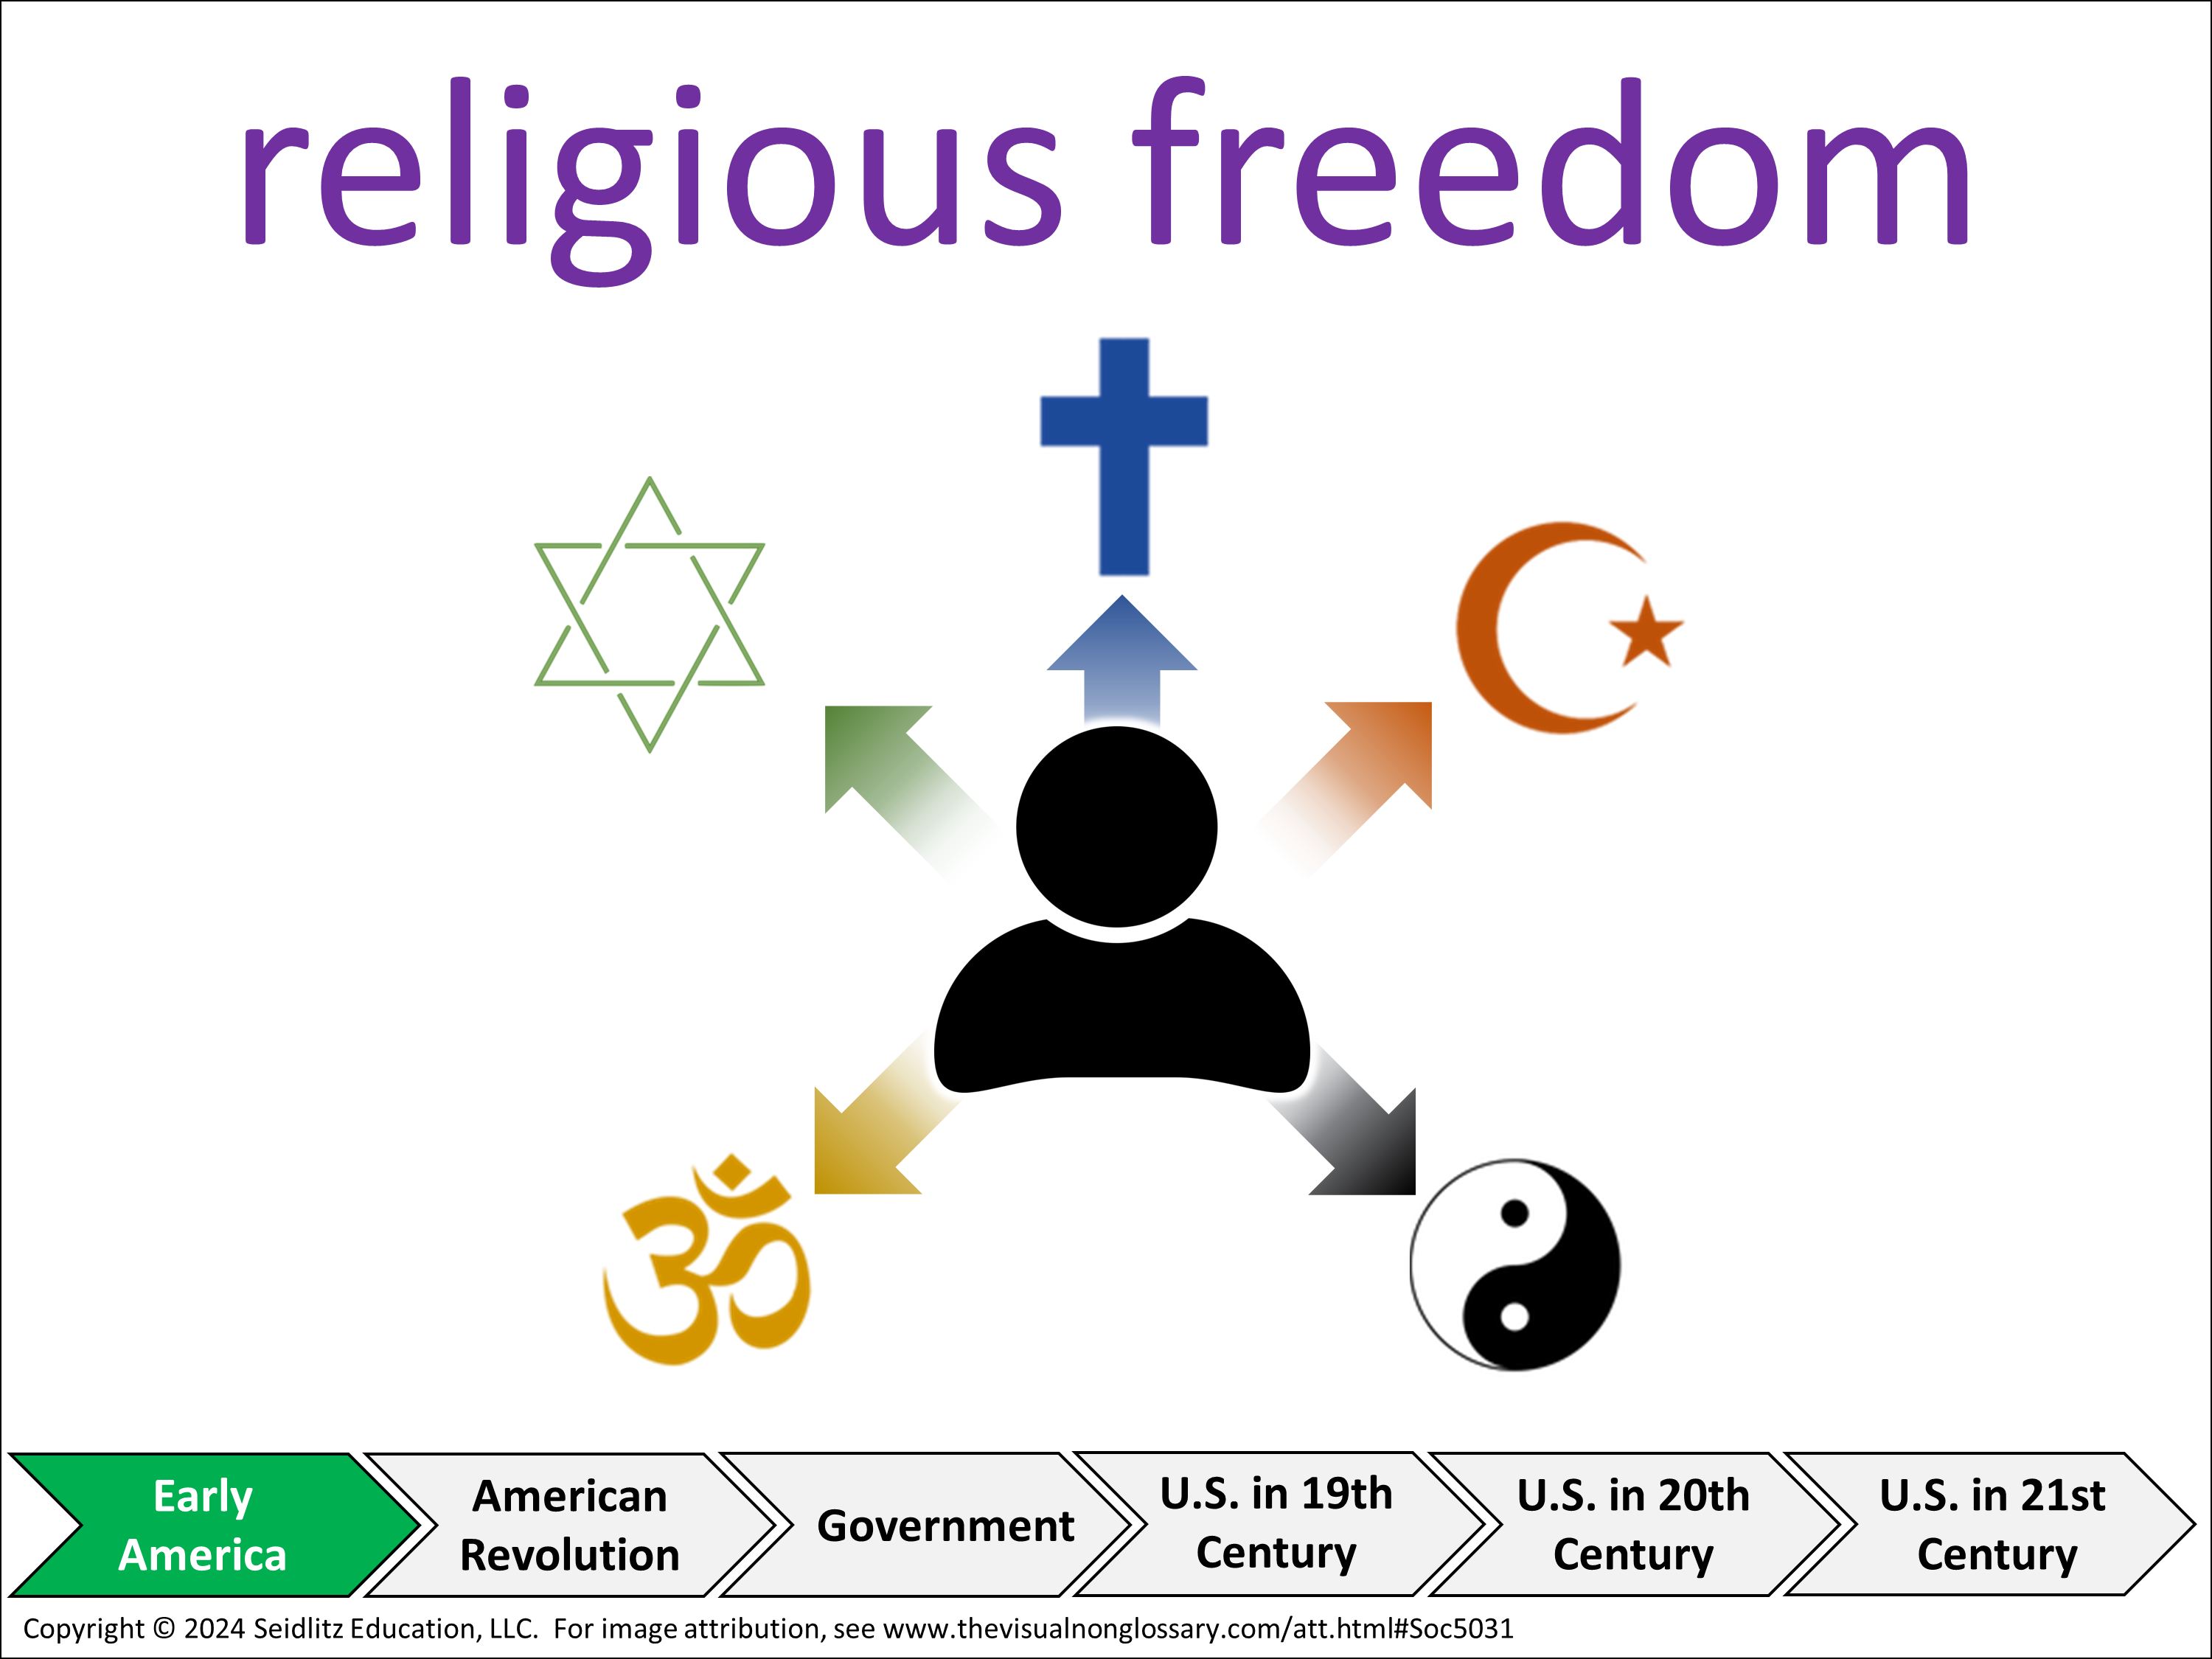 religious freedom
ॐ
Early
America
American
Revolution
Government
U.S. in 19th
Century
U.S. in 20th
Century
U.S. in 21st
Century
Copyright © 2024 Seidlitz Education, LLC.  For image attribution, see www.thevisualnonglossary.com/att.html#Soc5031